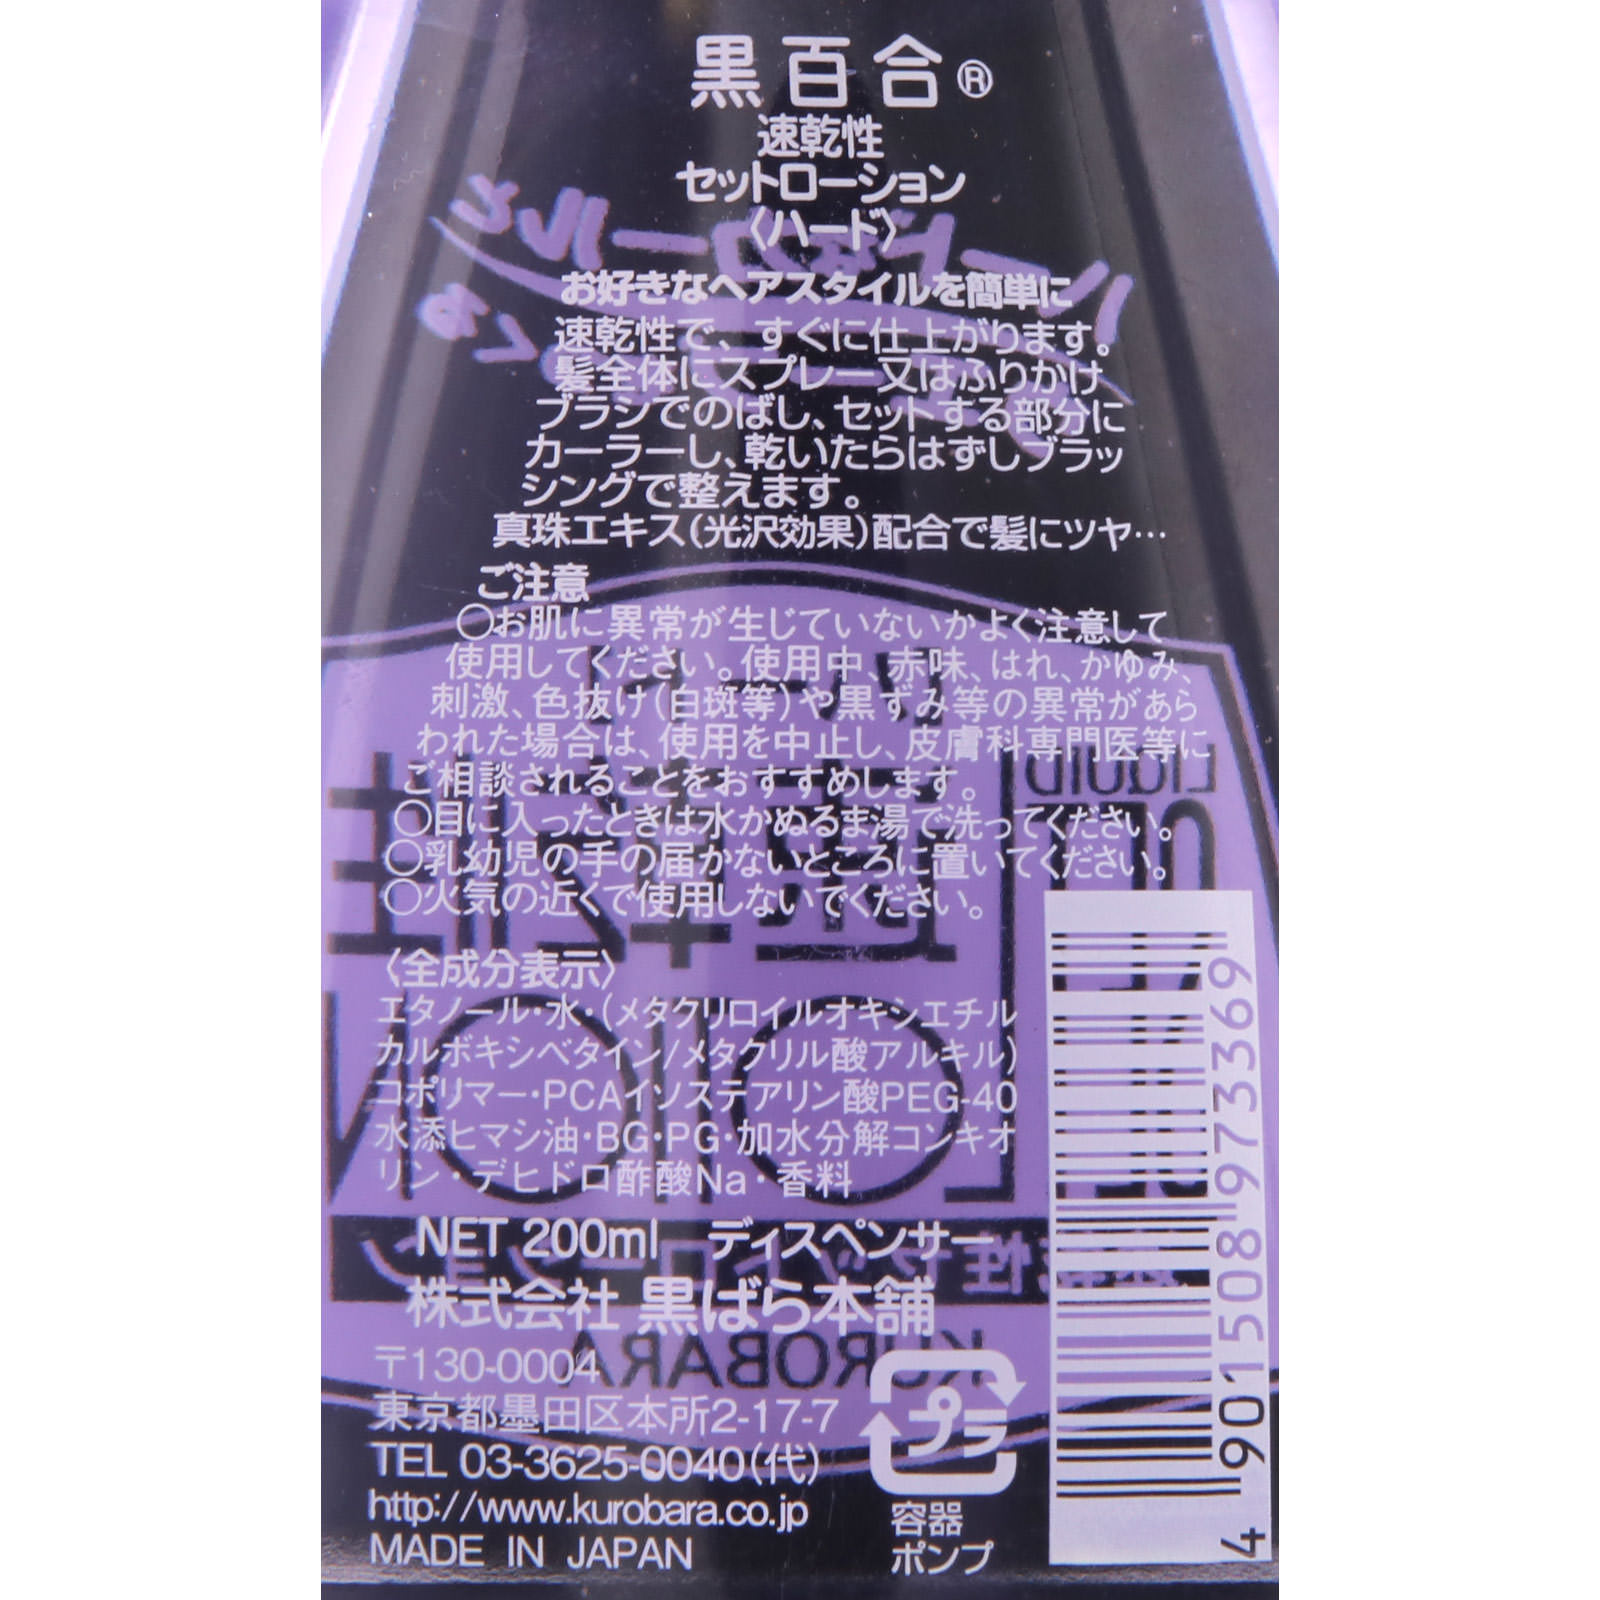 黒百合®
速乾性
セットローション
〈ハード〉
お好きなヘアスタイルを簡単に
速乾性で、すぐに仕上がります。
髪全体にスプレー又はふりかけ
ブラシでのばし、セットする部分に
カーラーし、乾いたらはずしブラッ
シングで整えます。
真珠エキス(光沢効果)配合で髪にツヤ…
ご注意
○お肌に異常が生じていないかよく注意して
使用してください。使用中、赤味、はれ、かゆみ、
刺激、色抜け(白斑等)や黒ずみ等の異常があら
われた場合は、使用を中止し、皮膚科専門医等に
ご相談されることをおすすめします。
○目に入ったときは水かぬるま湯で洗ってください。
○乳幼児の手の届かないところに置いてください。
○火気の近くで使用しないでください。
〈全成分表示〉
エタノール・水・(メタクリロイルオキシエチル
カルボキシベタイン/メタクリル酸アルキル)
コポリマー・PCAイソステアリン酸PEG-40
水添ヒマシ油・BG・PG・加水分解コンキオ
リン・デヒドロ酢酸Na・香料
NET 200ml ディスペンサー
株式会社 黒ばら本舗
〒130-0004
東京都墨田区本所2-17-7
TEL 03-3625-0040(代)
http://www.kurobara.co.jp
MADE IN JAPAN
プラ
容器
ポンプ
4 901508 973369
LIQUID
LOTION
KUROBARA